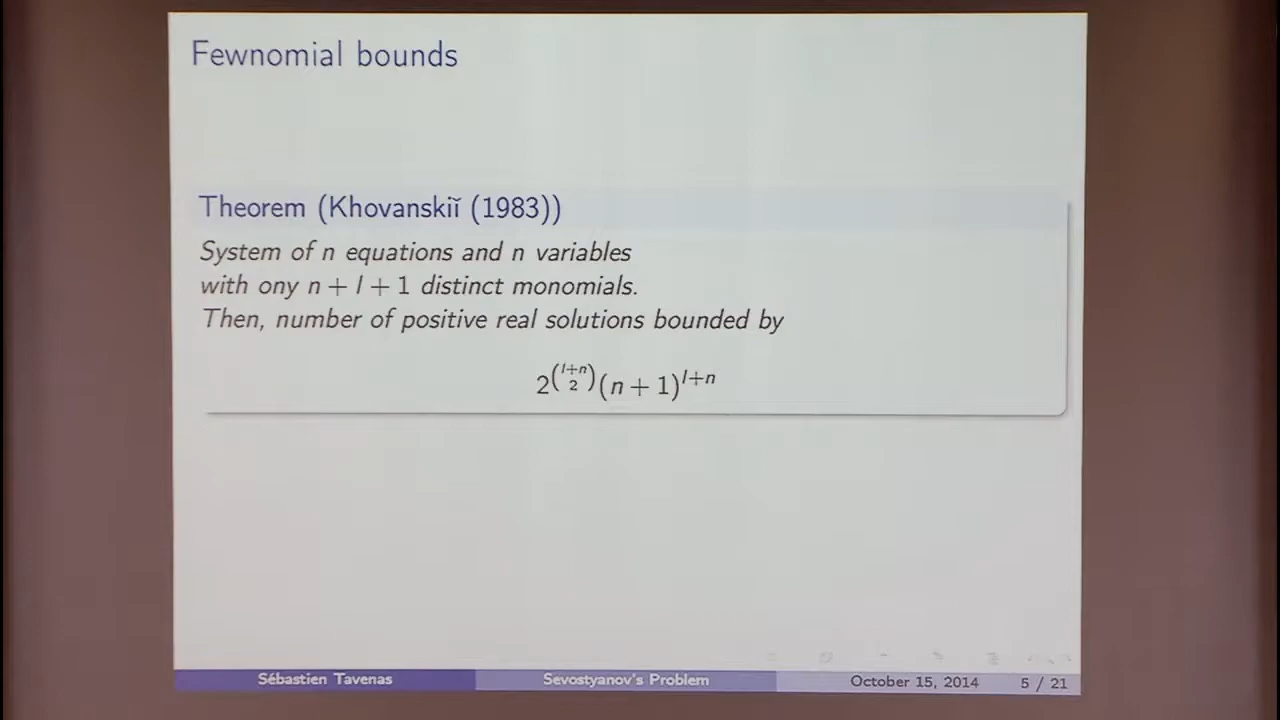 Fewnomial bounds
Theorem (Khovanskiĭ (1983))
System of n equations and n variables
with ony n + l + 1 distinct monomials.
Then, number of positive real solutions bounded by
2^{\binom{l+n}{2}}(n + 1)^{l+n}
Sébastien Tavenas Sevostyanov's Problem October 15, 2014 5 / 21